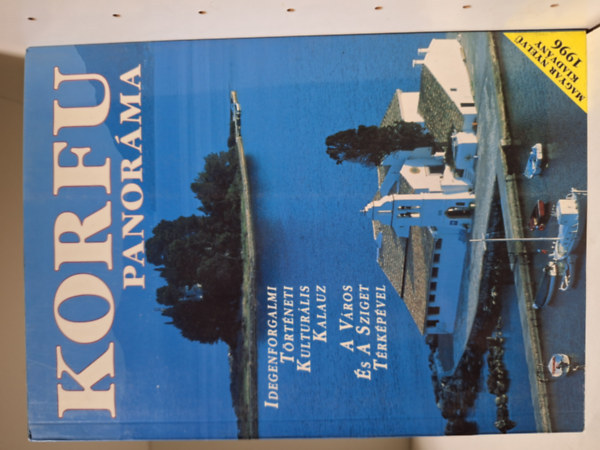 KORFU
PANORÁMA
MAGYAR NYELVŰ
KIADVÁNY
1996
IDEGENFORGALMI
TÖRTÉNETI
KULTURÁLIS
KALAUZ
A VÁROS
ÉS A SZIGET
TÉRKÉPÉVEL